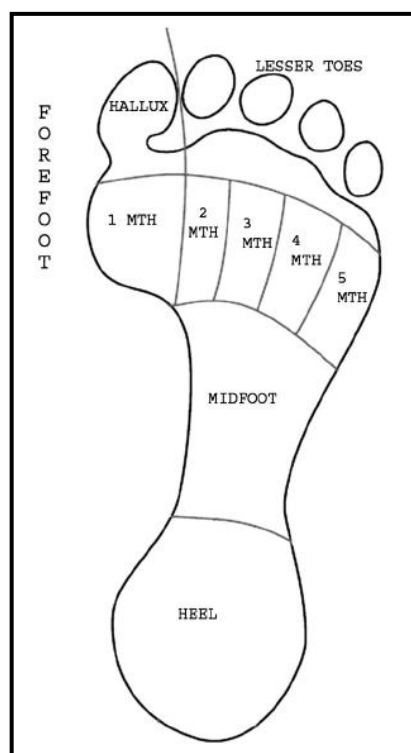 FOREFOOT
LESSER TOES
HALLUX
1 MTH
2
MTH
3
MTH
4
MTH
5
MTH
MIDFOOT
HEEL